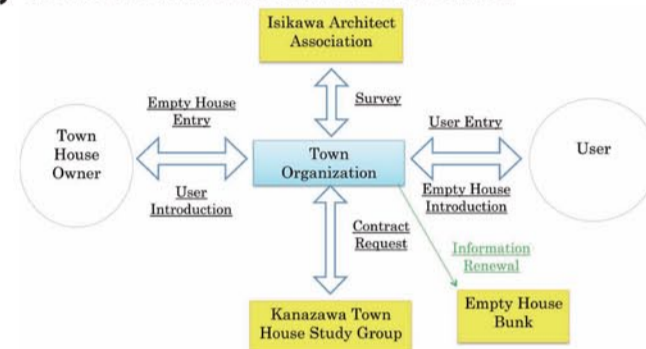 Isikawa Architect
Association
Survey
Empty House
Entry
User Entry
Town
House
Owner
Town
Organization
User
User
Introduction
Empty House
Introduction
Contract
Request
Information
Renewal
Kanazawa Town
House Study Group
Empty House
Bunk